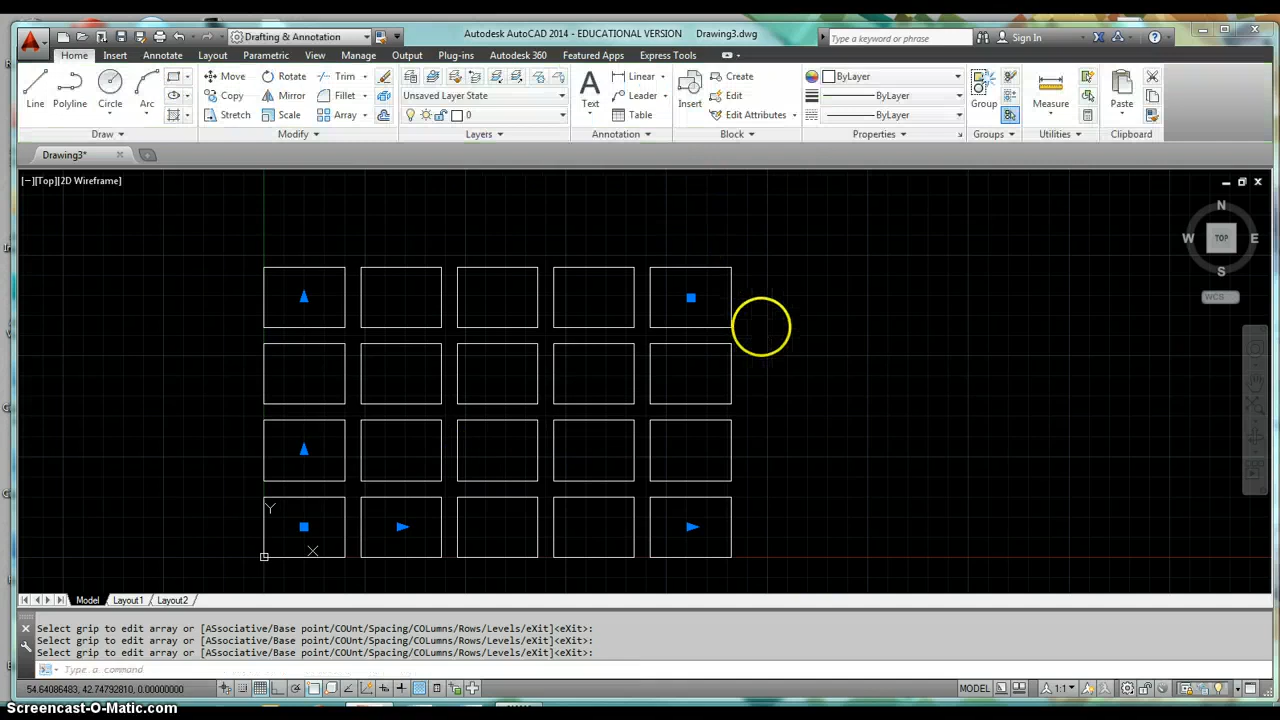 Drafting & Annotation
Autodesk AutoCAD 2014 - EDUCATIONAL VERSION Drawing3.dwg
Type a keyword or phrase
Sign In
Home Insert Annotate Layout Parametric View Manage Output Plug-ins Autodesk 360 Featured Apps Express Tools
Line Polyline Circle Arc
Move Rotate Trim
Copy Mirror Fillet
Stretch Scale Array
Unsaved Layer State
0
Text
Linear
Leader
Table
Insert
Create
Edit
Edit Attributes
ByLayer
ByLayer
ByLayer
Group
Measure
Paste
Draw Modify Layers Annotation Block Properties Groups Utilities Clipboard
Drawing3*
[−][Top][2D Wireframe]
N
W TOP E
S
WCS
Y
X
Model Layout1 Layout2
Select grip to edit array or [ASsociative/Base point/COUnt/Spacing/COLumns/Rows/Levels/eXit]<eXit>:
Select grip to edit array or [ASsociative/Base point/COUnt/Spacing/COLumns/Rows/Levels/eXit]<eXit>:
Select grip to edit array or [ASsociative/Base point/COUnt/Spacing/COLumns/Rows/Levels/eXit]<eXit>:
Type a command
54.64086483, 42.74792810, 0.00000000
MODEL
1:1
Screencast-O-Matic.com